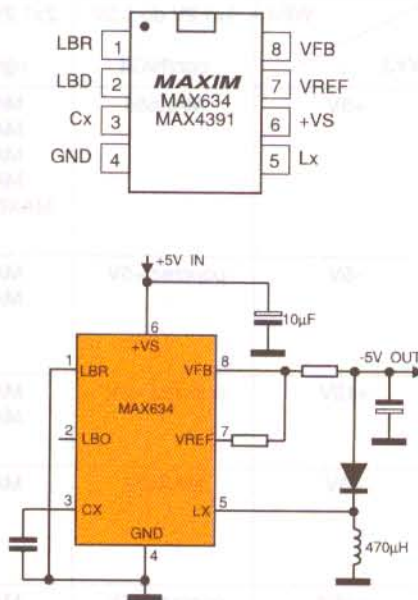 LBR 1 8 VFB
LBD 2 MAXIM 7 VREF
MAX634
Cx 3 MAX4391 6 +VS
GND 4 5 Lx
+5V IN
10µF
6
+VS
1 LBR VFB 8 -5V OUT
MAX634
2 LBO VREF 7
3 CX LX 5
GND
4
470µH